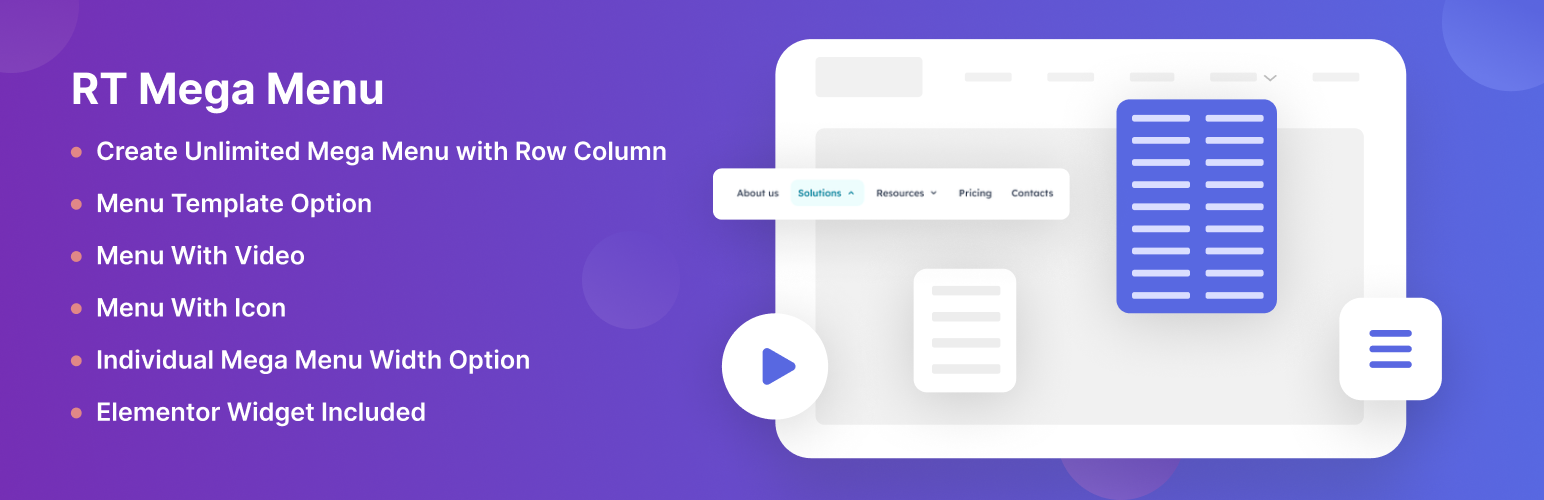 RT Mega Menu
Create Unlimited Mega Menu with Row Column
Menu Template Option
Menu With Video
Menu With Icon
Individual Mega Menu Width Option
Elementor Widget Included
About us Solutions Resources Pricing Contacts